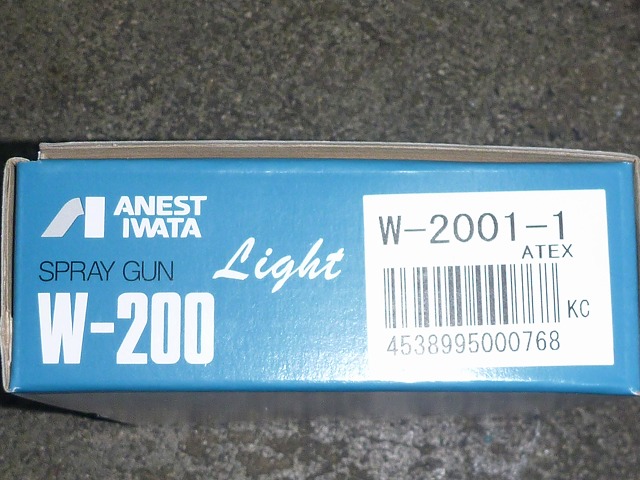 ANEST
IWATA
SPRAY GUN
Light
W-200
W-2001-1
ATEX
KC
4538995000768